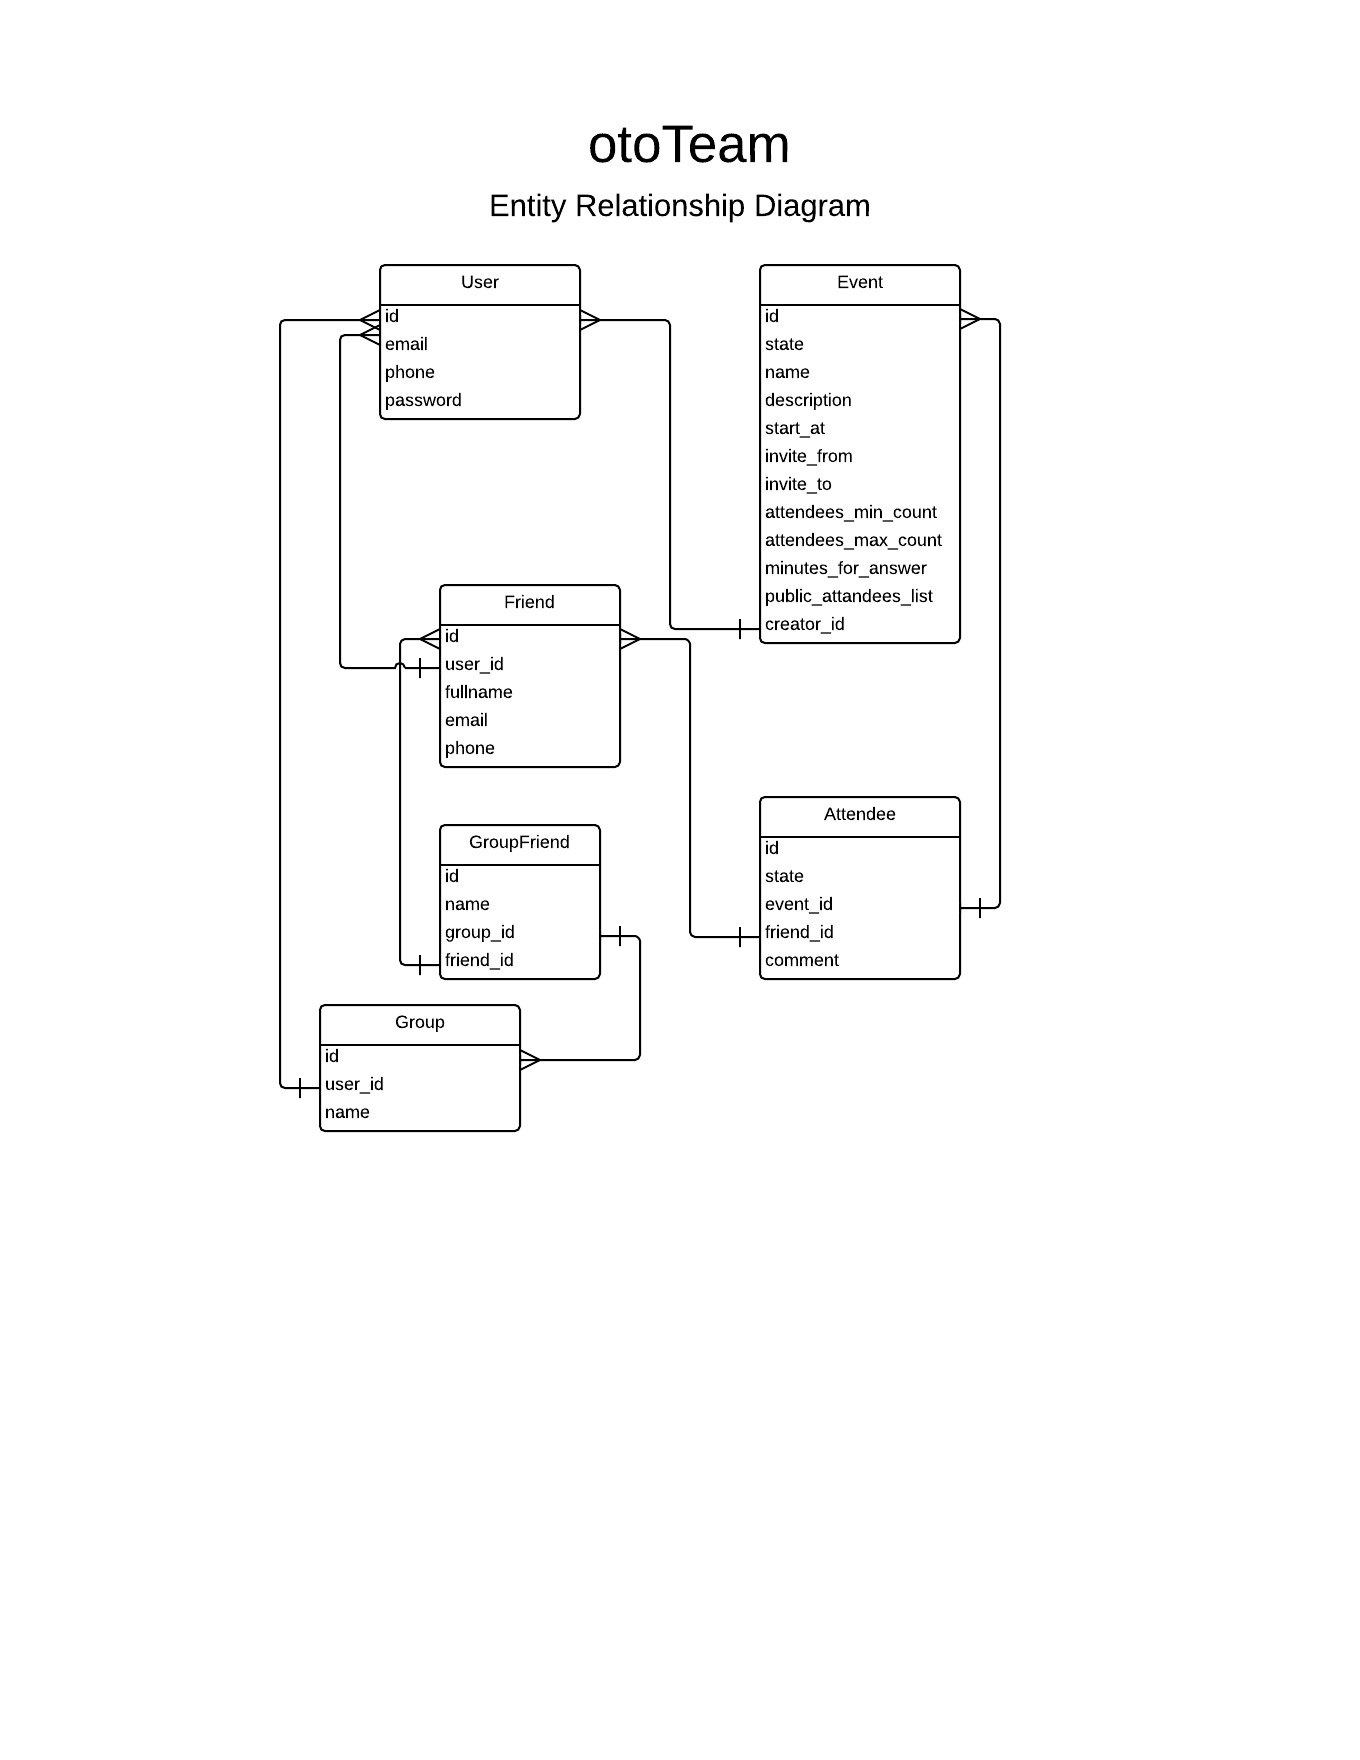 otoTeam
Entity Relationship Diagram
User
id
email
phone
password
Event
id
state
name
description
start_at
invite_from
invite_to
attendees_min_count
attendees_max_count
minutes_for_answer
public_attandees_list
creator_id
Friend
id
user_id
fullname
email
phone
GroupFriend
id
name
group_id
friend_id
Attendee
id
state
event_id
friend_id
comment
Group
id
user_id
name